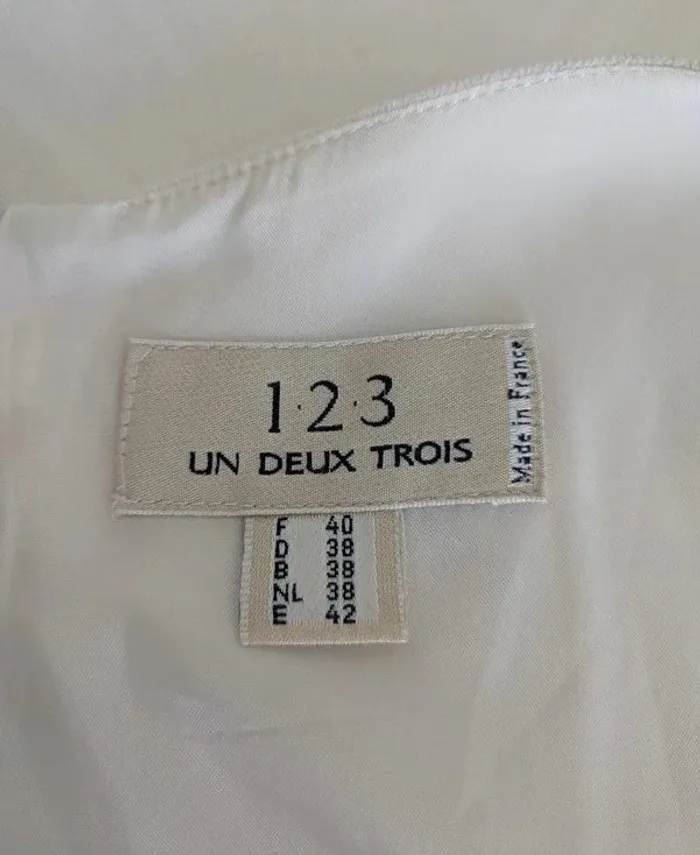 1·2·3
UN DEUX TROIS
Made in France
F 40
D 38
B 38
NL 38
E 42